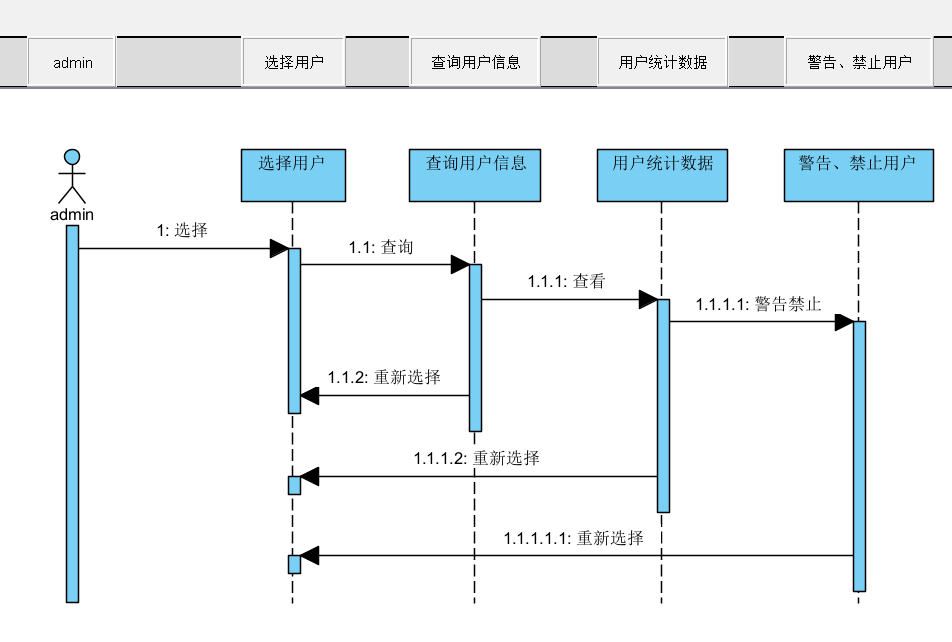 admin
选择用户
查询用户信息
用户统计数据
警告、禁止用户
选择用户
查询用户信息
用户统计数据
警告、禁止用户
admin
1: 选择
1.1: 查询
1.1.1: 查看
1.1.1.1: 警告禁止
1.1.2: 重新选择
1.1.1.2: 重新选择
1.1.1.1.1: 重新选择